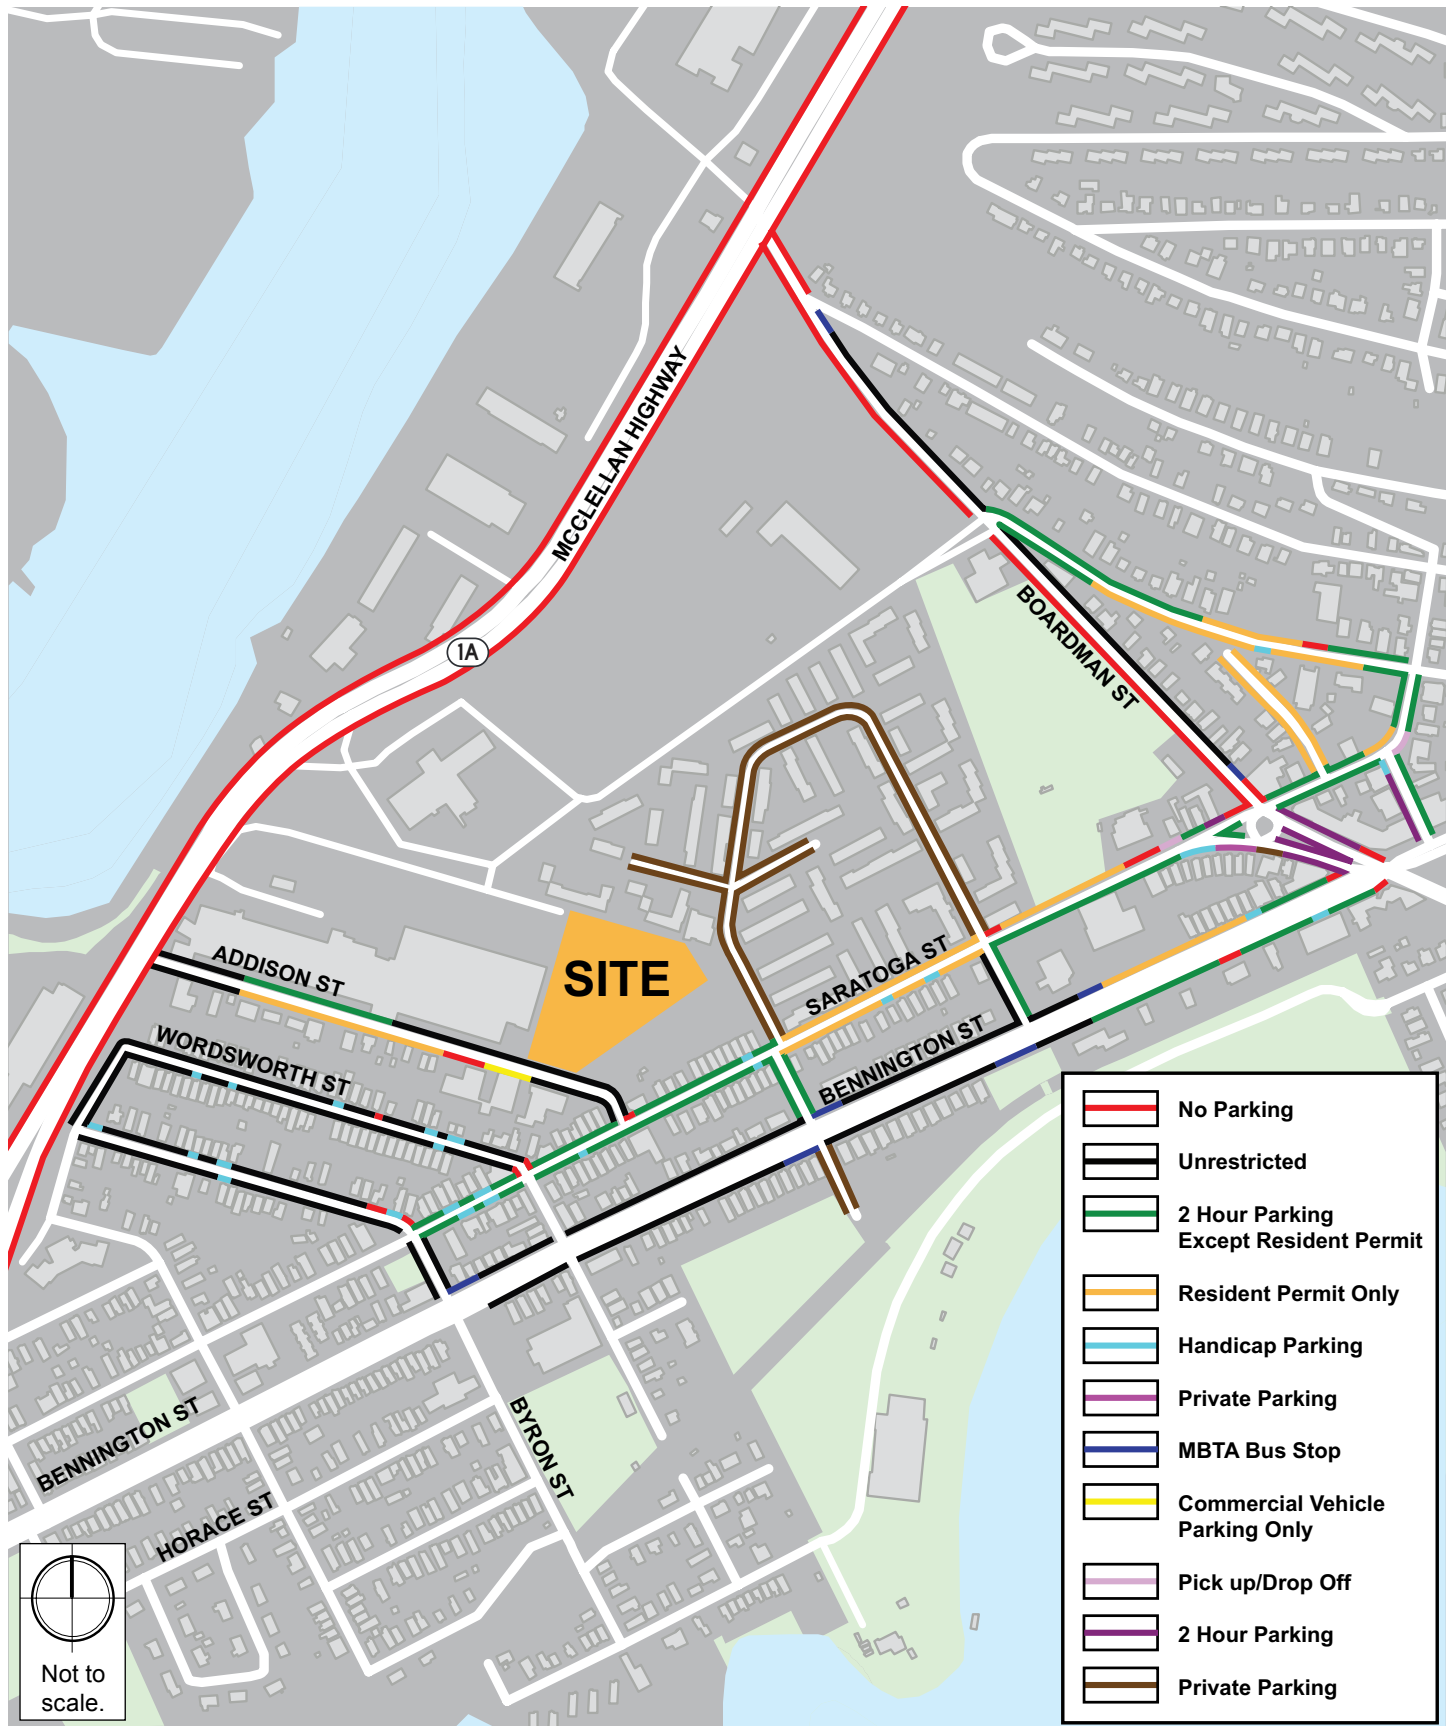 MCCLELLAN HIGHWAY
1A
BOARDMAN ST
SITE
ADDISON ST
SARATOGA ST
WORDSWORTH ST
BENNINGTON ST
BENNINGTON ST
BYRON ST
HORACE ST
No Parking
Unrestricted
2 Hour Parking
Except Resident Permit
Resident Permit Only
Handicap Parking
Private Parking
MBTA Bus Stop
Commercial Vehicle
Parking Only
Pick up/Drop Off
2 Hour Parking
Private Parking
Not to
scale.